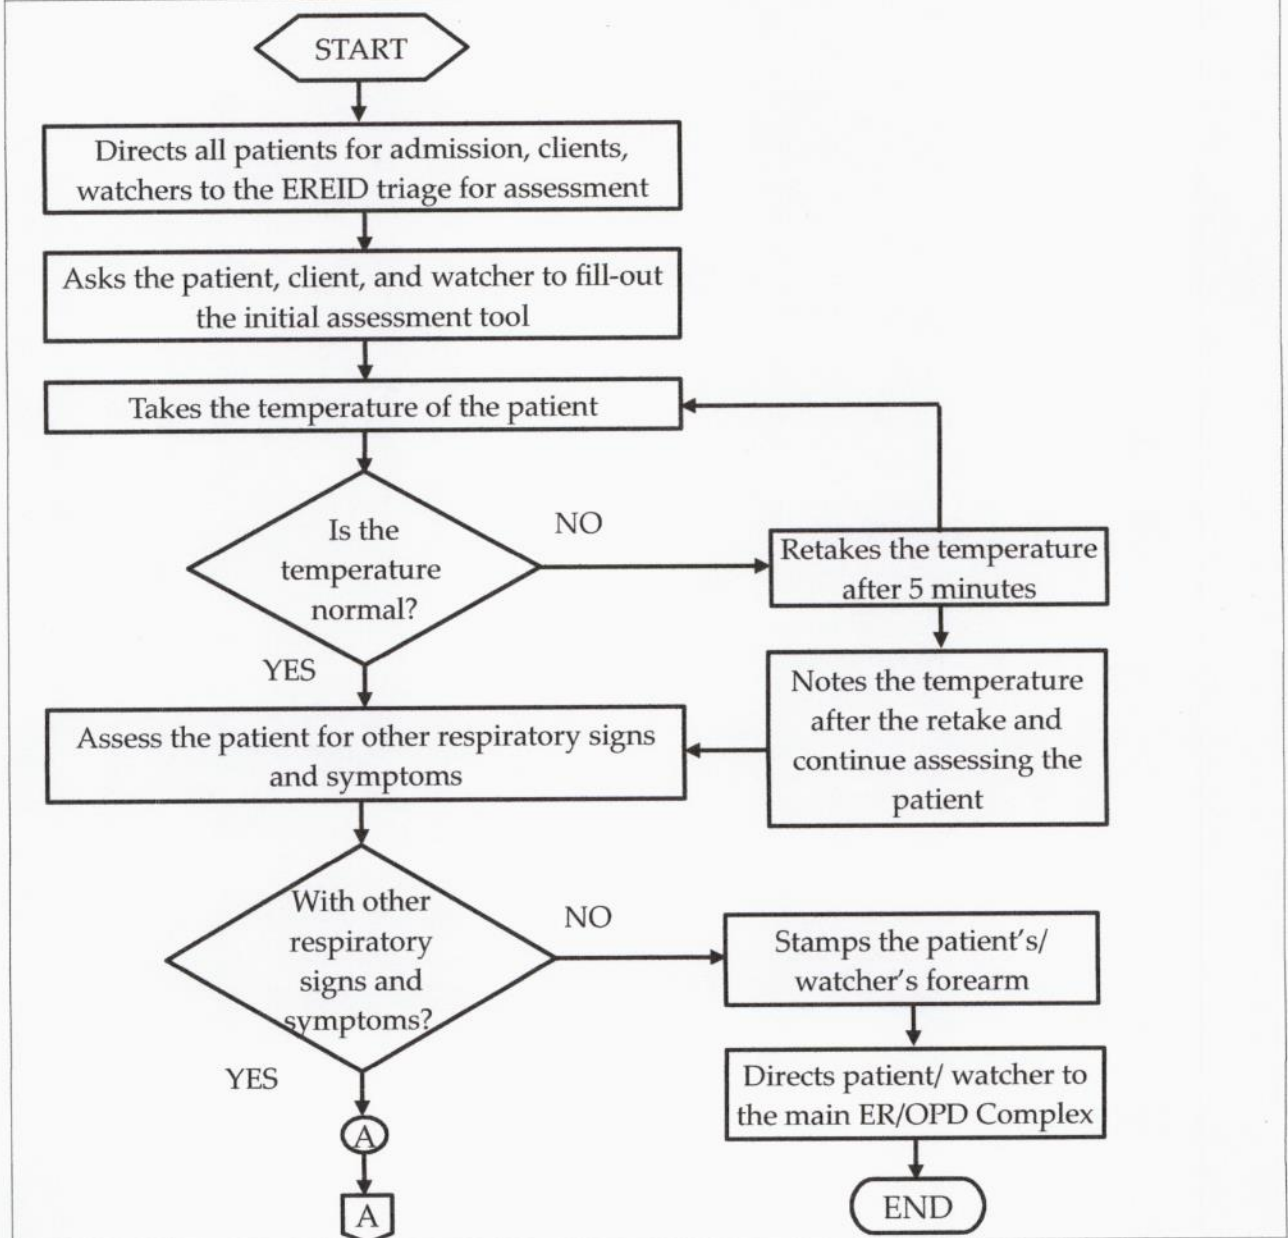 START
Directs all patients for admission, clients,
watchers to the EREID triage for assessment
Asks the patient, client, and watcher to fill-out
the initial assessment tool
Takes the temperature of the patient
Is the
temperature
normal?
NO
Retakes the temperature
after 5 minutes
YES
Notes the temperature
after the retake and
continue assessing the
patient
Assess the patient for other respiratory signs
and symptoms
With other
respiratory
signs and
symptoms?
NO
Stamps the patient's/
watcher's forearm
YES
Directs patient/ watcher to
the main ER/OPD Complex
A
A
END